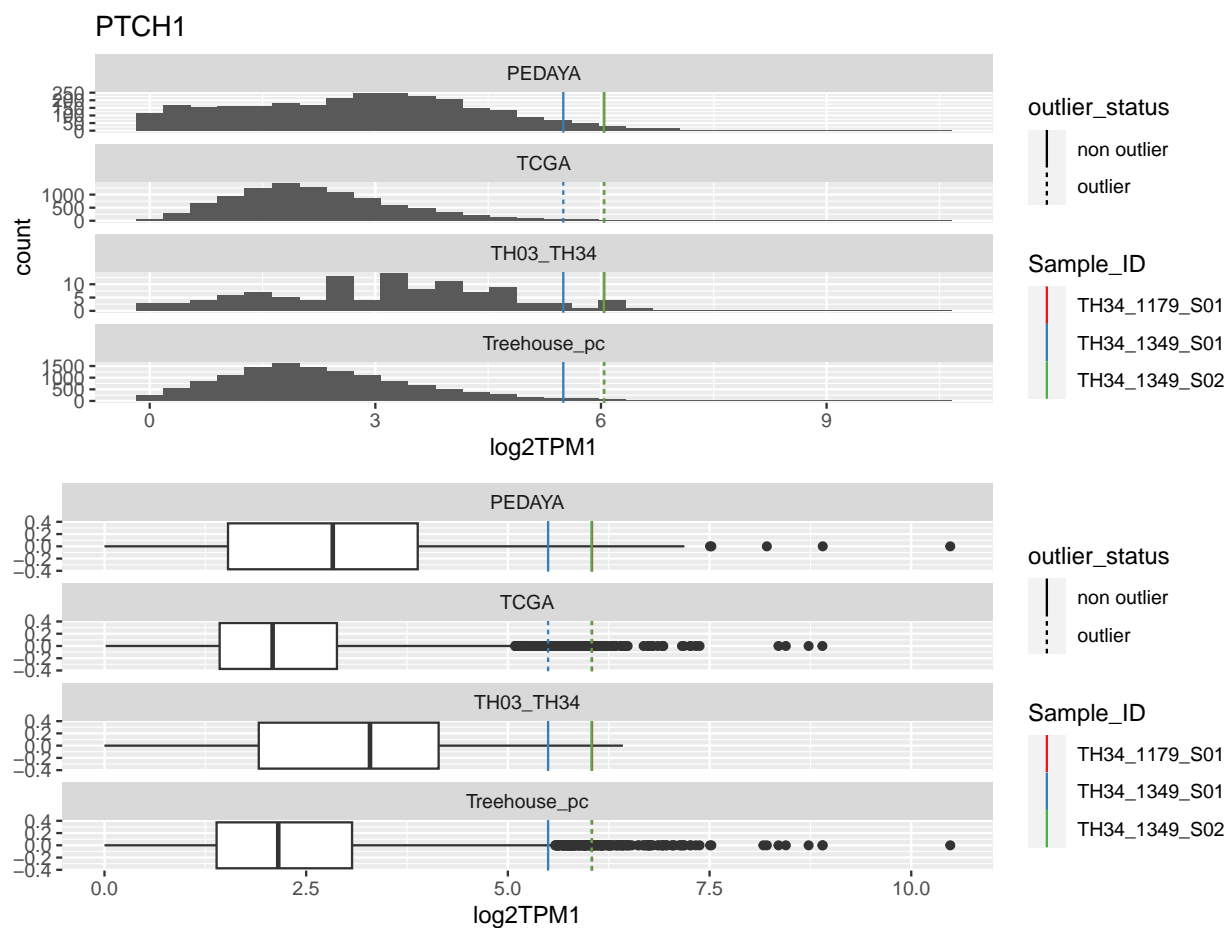 PTCH1
PEDAYA
250
200
150
100
50
0
TCGA
1000
500
0
TH03_TH34
10
5
0
Treehouse_pc
1500
1000
500
0
0 3 6 9
log2TPM1
count
outlier_status
non outlier
outlier
Sample_ID
TH34_1179_S01
TH34_1349_S01
TH34_1349_S02
PEDAYA
0.4
0.2
0.0
−0.2
−0.4
TCGA
0.4
0.2
0.0
−0.2
−0.4
TH03_TH34
0.4
0.2
0.0
−0.2
−0.4
Treehouse_pc
0.4
0.2
0.0
−0.2
−0.4
0.0 2.5 5.0 7.5 10.0
log2TPM1
outlier_status
non outlier
outlier
Sample_ID
TH34_1179_S01
TH34_1349_S01
TH34_1349_S02